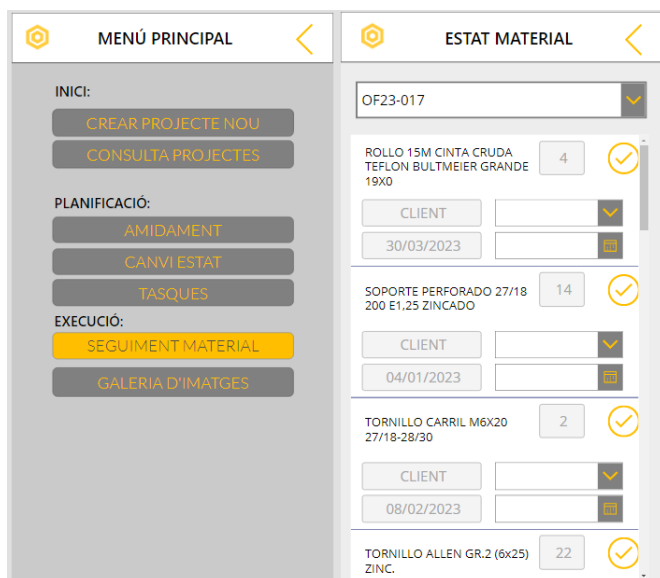 MENÚ PRINCIPAL
INICI:
CREAR PROJECTE NOU
CONSULTA PROJECTES
PLANIFICACIÓ:
AMIDAMENT
CANVI ESTAT
TASQUES
EXECUCIÓ:
SEGUIMENT MATERIAL
GALERIA D'IMATGES
ESTAT MATERIAL
OF23-017
ROLLO 15M CINTA CRUDA
TEFLON BULTMEIER GRANDE
19X0
4
CLIENT
30/03/2023
SOPORTE PERFORADO 27/18
200 E1,25 ZINCADO
14
CLIENT
04/01/2023
TORNILLO CARRIL M6X20
27/18-28/30
2
CLIENT
08/02/2023
TORNILLO ALLEN GR.2 (6x25)
ZINC.
22